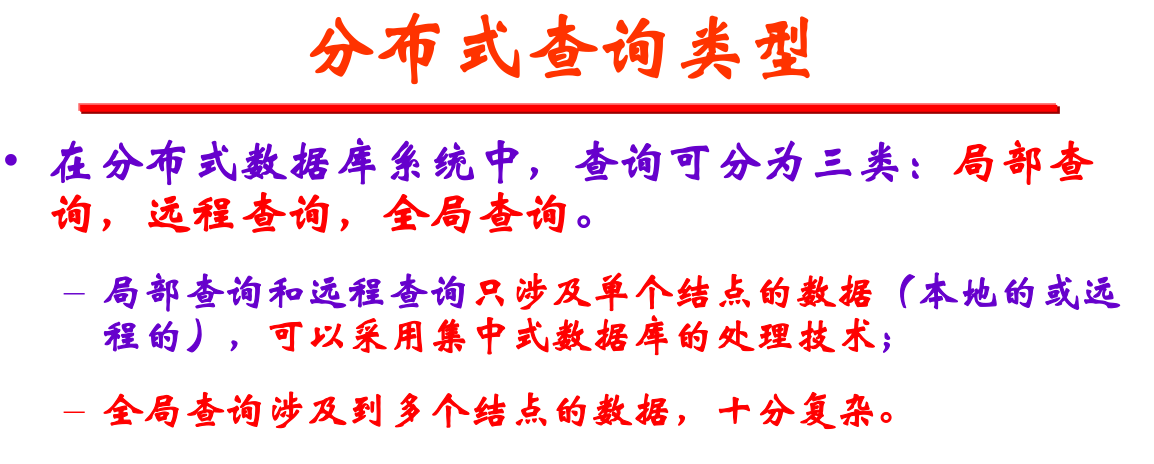 分布式查询类型
• 在分布式数据库系统中，查询可分为三类：局部查
询，远程查询，全局查询。
– 局部查询和远程查询只涉及单个结点的数据（本地的或远
程的），可以采用集中式数据库的处理技术；
– 全局查询涉及到多个结点的数据，十分复杂。